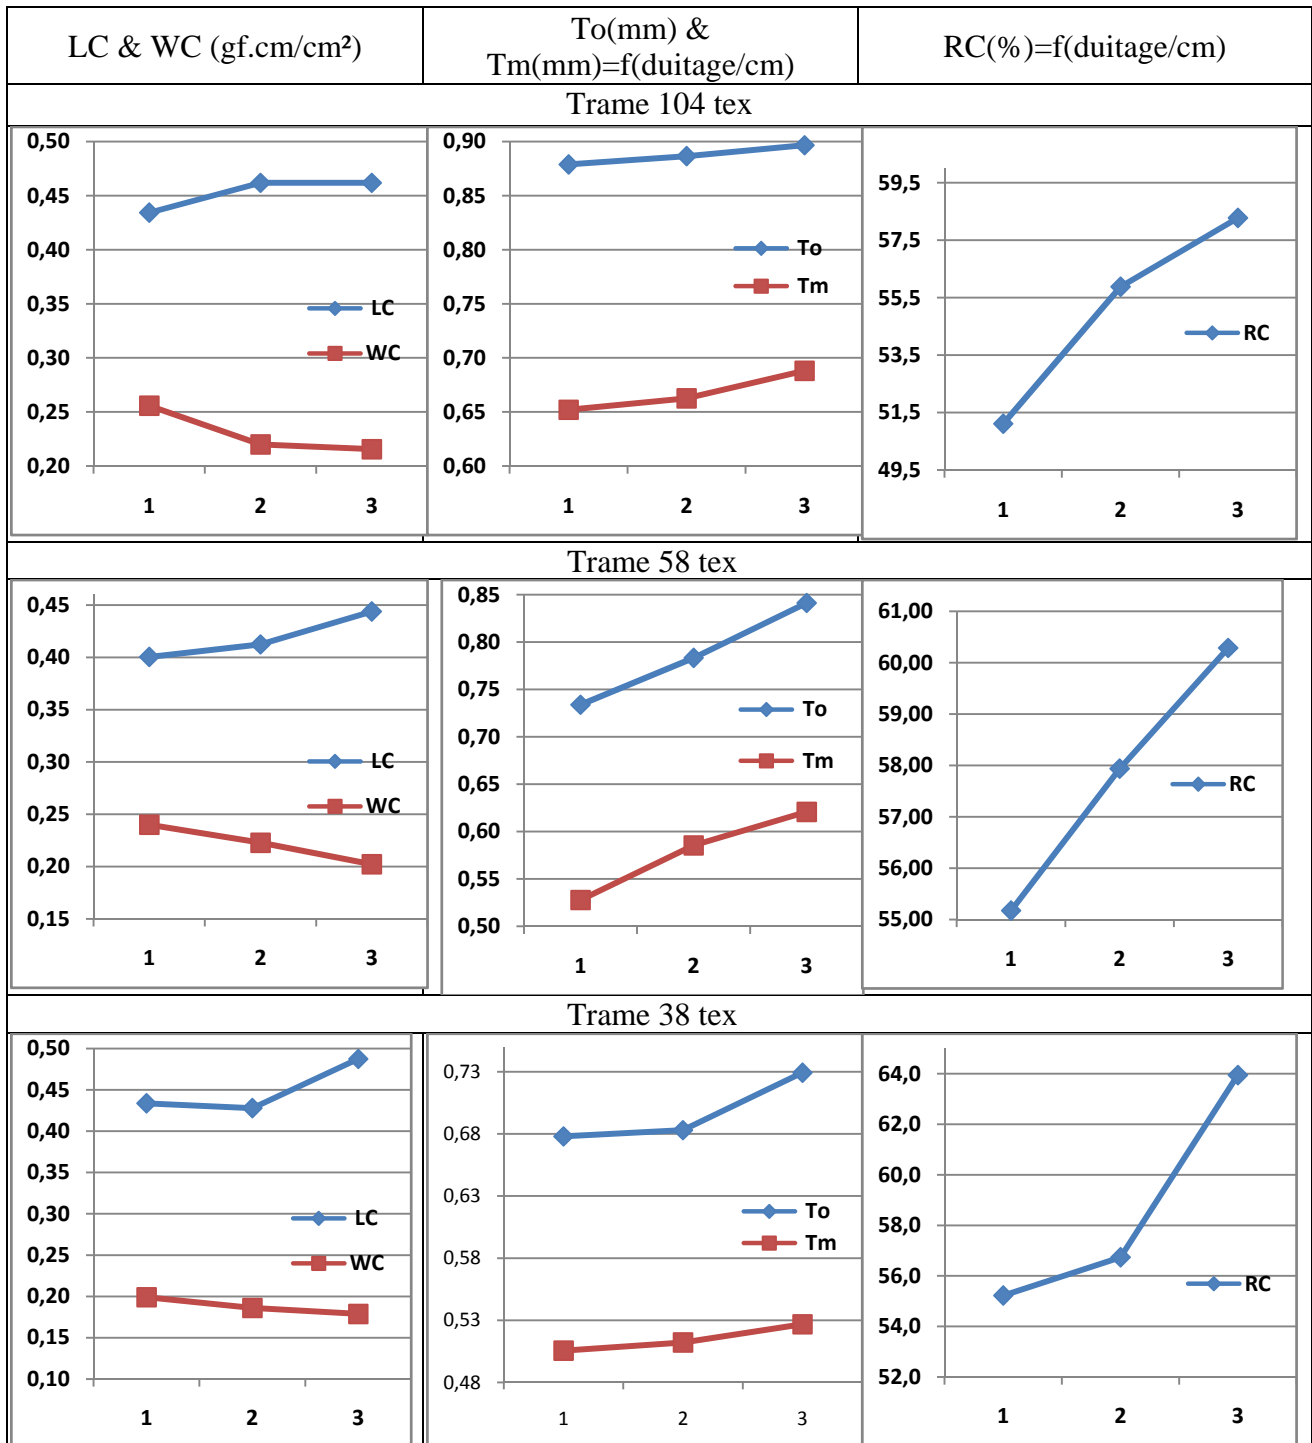 LC & WC (gf.cm/cm²)
To(mm) &
Tm(mm)=f(duitage/cm)
RC(%)=f(duitage/cm)
Trame 104 tex
0,50
0,45
0,40
0,35
0,30
0,25
0,20
LC
WC
1 2 3
0,90
0,85
0,80
0,75
0,70
0,65
0,60
To
Tm
1 2 3
59,5
57,5
55,5
53,5
51,5
49,5
RC
1 2 3
Trame 58 tex
0,45
0,40
0,35
0,30
0,25
0,20
0,15
LC
WC
1 2 3
0,85
0,80
0,75
0,70
0,65
0,60
0,55
0,50
To
Tm
1 2 3
61,00
60,00
59,00
58,00
57,00
56,00
55,00
RC
1 2 3
Trame 38 tex
0,50
0,45
0,40
0,35
0,30
0,25
0,20
0,15
0,10
LC
WC
1 2 3
0,73
0,68
0,63
0,58
0,53
0,48
To
Tm
1 2 3
64,0
62,0
60,0
58,0
56,0
54,0
52,0
RC
1 2 3